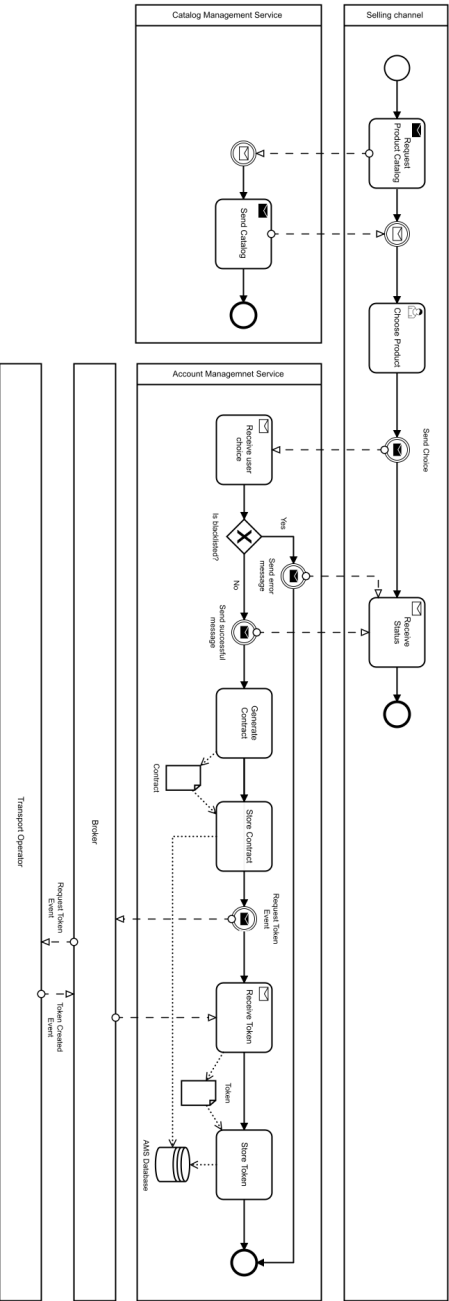 Selling channel
Request
Product Catalog
Choose Product
Send Choice
Receive
Status
Catalog Management Service
Send Catalog
Account Managemnet Service
Receive user
choice
Is blacklisted?
Yes
Send error
message
No
Send successful
message
Generate
Contract
Contract
Store Contract
Request Token
Event
Receive Token
Token
Store Token
AMS Database
Broker
Request Token
Event
Token Created
Event
Transport Operator